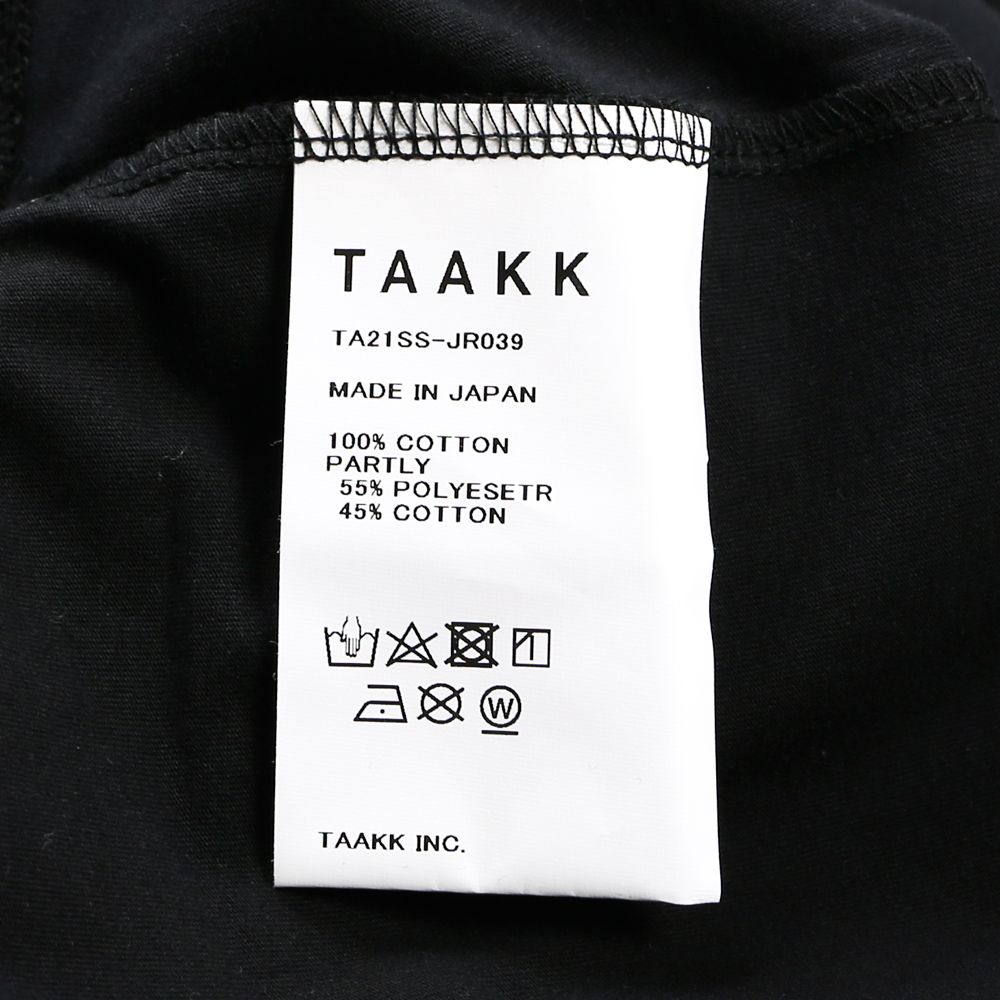 TAAKK
TA21SS-JR039
MADE IN JAPAN
100% COTTON
PARTLY
55% POLYESETR
45% COTTON
W
TAAKK INC.